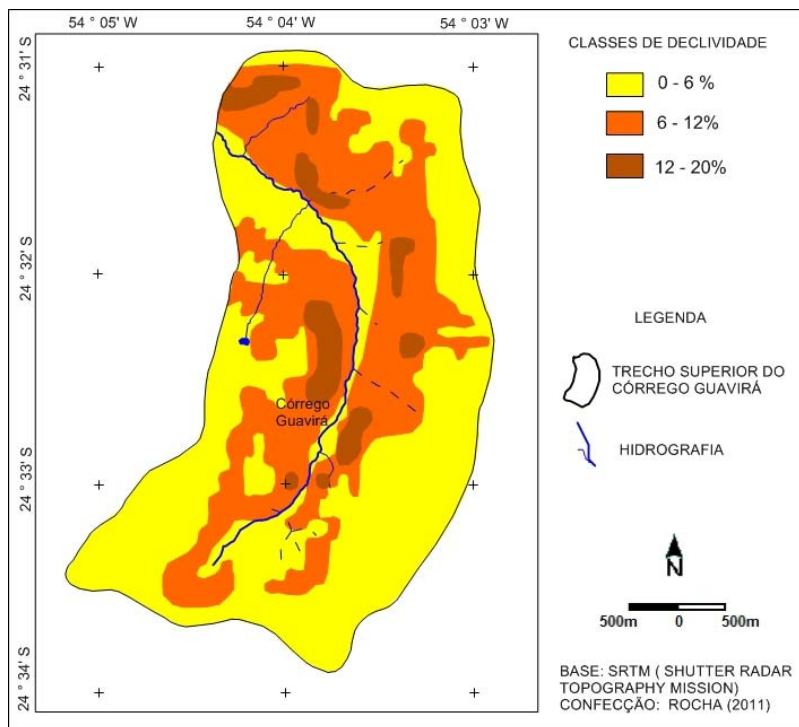 54 ° 05' W
54 ° 04' W
54 ° 03' W
24 ° 31' S
24 ° 32' S
24 ° 33' S
24 ° 34' S
Córrego
Guavirá
CLASSES DE DECLIVIDADE
0 - 6 %
6 - 12%
12 - 20%
LEGENDA
TRECHO SUPERIOR DO
CÓRREGO GUAVIRÁ
HIDROGRAFIA
N
500m 0 500m
BASE: SRTM ( SHUTTER RADAR
TOPOGRAPHY MISSION)
CONFECÇÃO: ROCHA (2011)